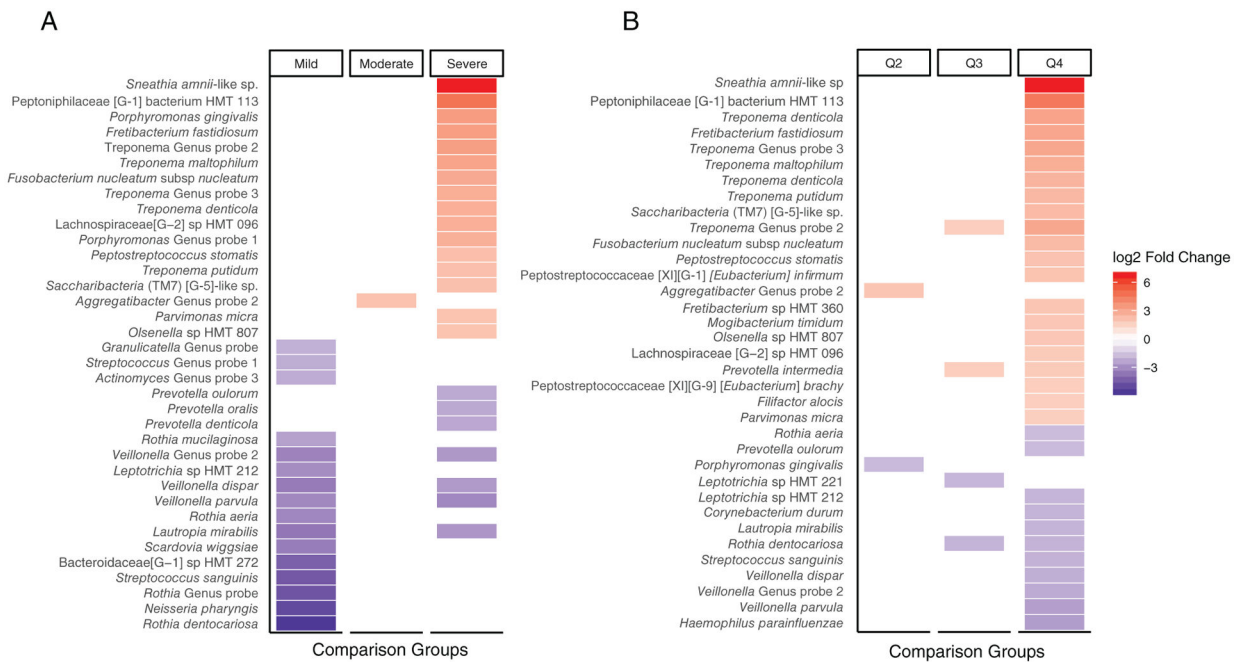 A
Mild
Moderate
Severe
Sneathia amnii-like sp.
Peptoniphilaceae [G-1] bacterium HMT 113
Porphyromonas gingivalis
Fretibacterium fastidiosum
Treponema Genus probe 2
Treponema maltophilum
Fusobacterium nucleatum subsp nucleatum
Treponema Genus probe 3
Treponema denticola
Lachnospiraceae[G−2] sp HMT 096
Porphyromonas Genus probe 1
Peptostreptococcus stomatis
Treponema putidum
Saccharibacteria (TM7) [G-5]-like sp.
Aggregatibacter Genus probe 2
Parvimonas micra
Olsenella sp HMT 807
Granulicatella Genus probe
Streptococcus Genus probe 1
Actinomyces Genus probe 3
Prevotella oulorum
Prevotella oralis
Prevotella denticola
Rothia mucilaginosa
Veillonella Genus probe 2
Leptotrichia sp HMT 212
Veillonella dispar
Veillonella parvula
Rothia aeria
Lautropia mirabilis
Scardovia wiggsiae
Bacteroidaceae[G−1] sp HMT 272
Streptococcus sanguinis
Rothia Genus probe
Neisseria pharyngis
Rothia dentocariosa
Comparison Groups
B
Q2
Q3
Q4
Sneathia amnii-like sp
Peptoniphilaceae [G-1] bacterium HMT 113
Treponema denticola
Fretibacterium fastidiosum
Treponema Genus probe 3
Treponema maltophilum
Treponema denticola
Treponema putidum
Saccharibacteria (TM7) [G-5]-like sp.
Treponema Genus probe 2
Fusobacterium nucleatum subsp nucleatum
Peptostreptococcus stomatis
Peptostreptococcaceae [XI][G-1] [Eubacterium] infirmum
Aggregatibacter Genus probe 2
Fretibacterium sp HMT 360
Mogibacterium timidum
Olsenella sp HMT 807
Lachnospiraceae [G−2] sp HMT 096
Prevotella intermedia
Peptostreptococcaceae [XI][G-9] [Eubacterium] brachy
Filifactor alocis
Parvimonas micra
Rothia aeria
Prevotella oulorum
Porphyromonas gingivalis
Leptotrichia sp HMT 221
Leptotrichia sp HMT 212
Corynebacterium durum
Lautropia mirabilis
Rothia dentocariosa
Streptococcus sanguinis
Veillonella dispar
Veillonella Genus probe 2
Veillonella parvula
Haemophilus parainfluenzae
Comparison Groups
log2 Fold Change
6
3
0
−3